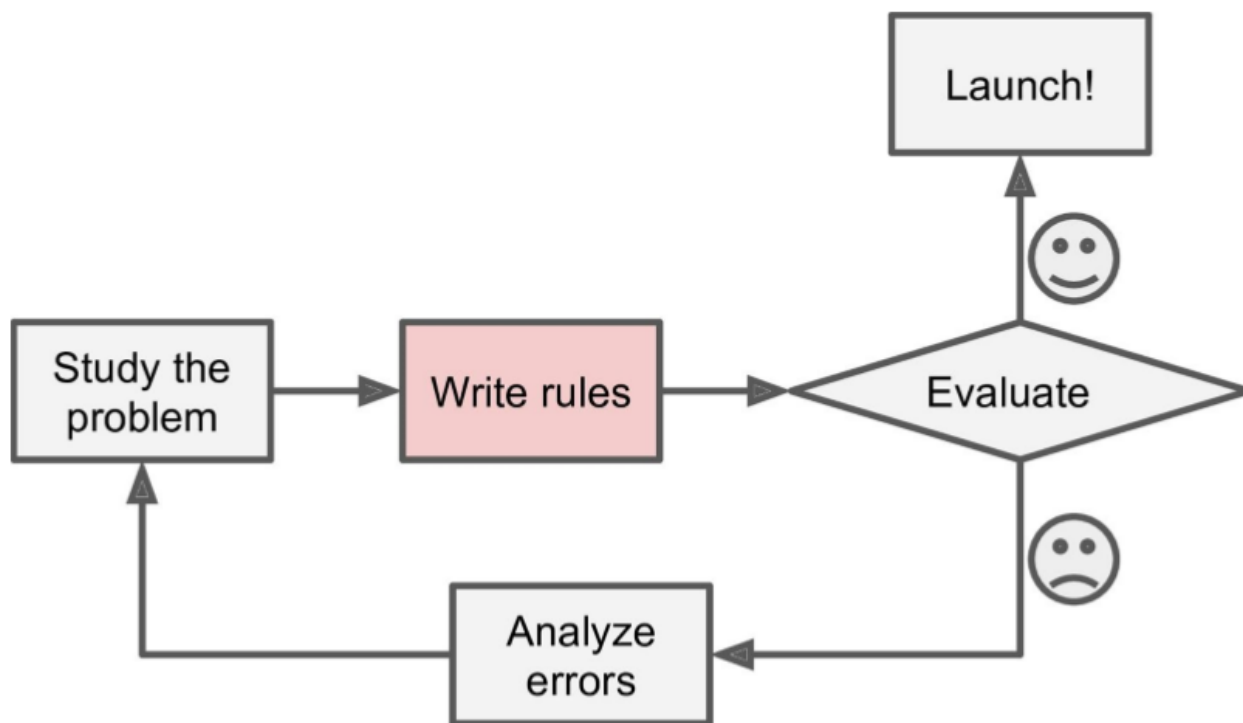 Launch!
Study the
problem
Write rules
Evaluate
Analyze
errors